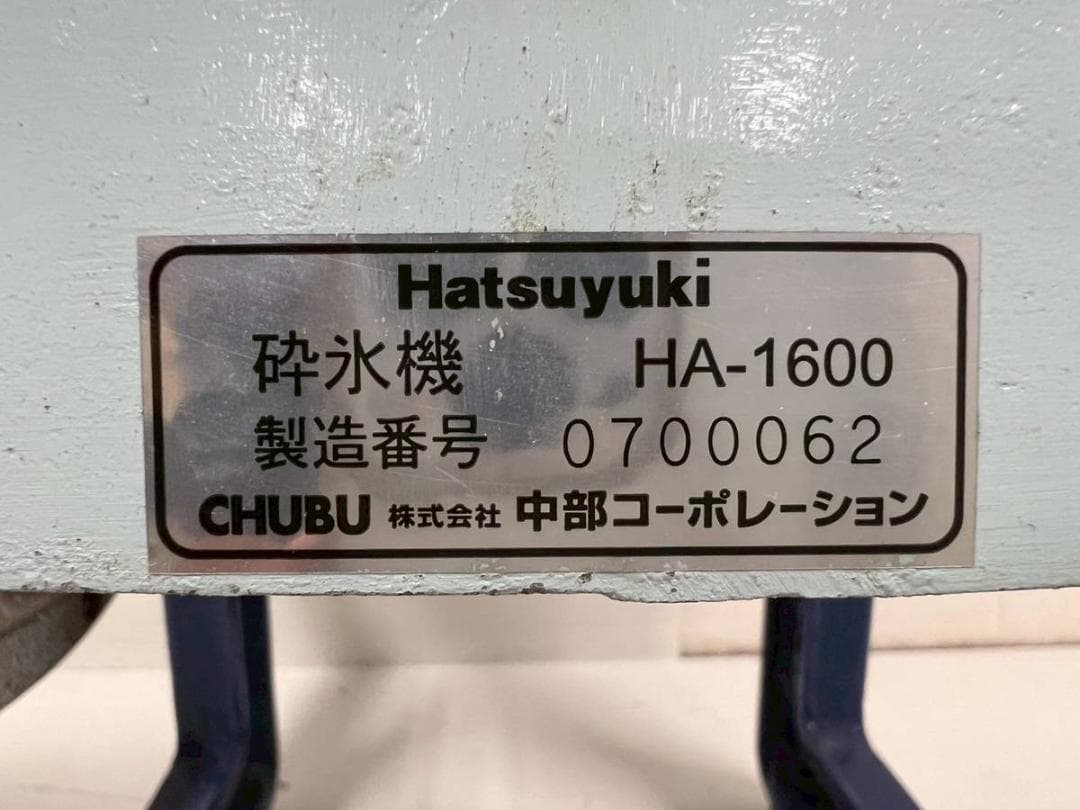 Hatsuyuki
砕氷機 HA-1600
製造番号 0700062
CHUBU 株式会社 中部コーポレーション